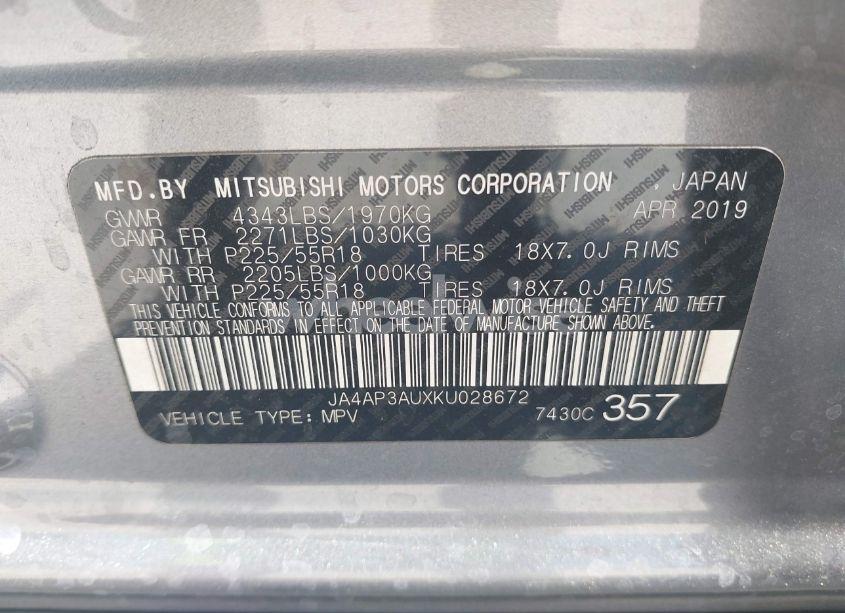 MFD.BY MITSUBISHI MOTORS CORPORATION . JAPAN
GVWR 4343LBS/1970KG APR 2019
GAWR FR 2271LBS/1030KG
WITH P225/55R18 TIRES 18X7.0J RIMS
GAWR RR 2205LBS/1000KG
WITH P225/55R18 TIRES 18X7.0J RIMS
THIS VEHICLE CONFORMS TO ALL APPLICABLE FEDERAL MOTOR VEHICLE SAFETY AND THEFT
PREVENTION STANDARDS IN EFFECT ON THE DATE OF MANUFACTURE SHOWN ABOVE.
JA4AP3AUXKU028672
VEHICLE TYPE: MPV 7430C 357